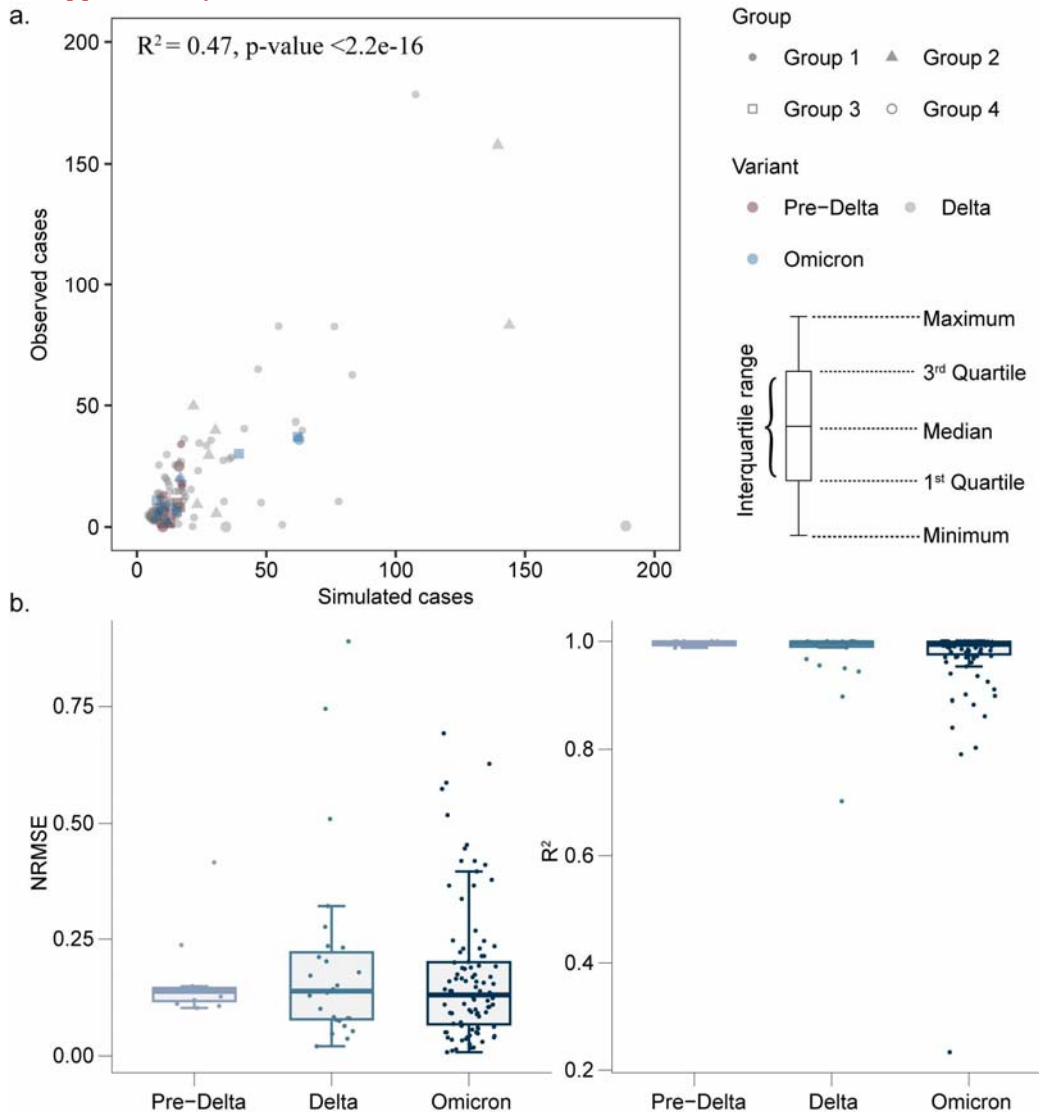 a.
R² = 0.47, p-value <2.2e-16
200
150
100
50
0
Observed cases
0 50 100 150 200
Simulated cases
Group
Group 1 Group 2
Group 3 Group 4
Variant
Pre−Delta Delta
Omicron
Interquartile range
Maximum
3rd Quartile
Median
1st Quartile
Minimum
b.
NRMSE
0.75
0.50
0.25
0.00
Pre−Delta Delta Omicron
R²
1.0
0.8
0.6
0.4
0.2
Pre−Delta Delta Omicron